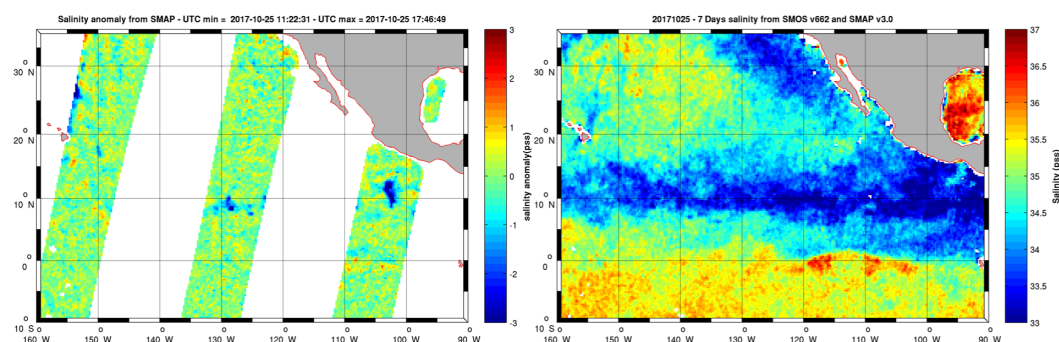 Salinity anomaly from SMAP - UTC min = 2017-10-25 11:22:31 - UTC max = 2017-10-25 17:46:49
3
2
1
0
-1
-2
-3
salinity anomaly(pss)
30 o N
20 o N
10 o N
0 o
10 S o
160 o W
150 o W
140 o W
130 o W
120 o W
110 o W
100 o W
90 o W
20171025 - 7 Days salinity from SMOS v662 and SMAP v3.0
37
36.5
36
35.5
35
34.5
34
33.5
33
Salinity (pss)
30 o N
20 o N
10 o N
0 o
10 S o
160 o W
150 o W
140 o W
130 o W
120 o W
110 o W
100 o W
90 o W